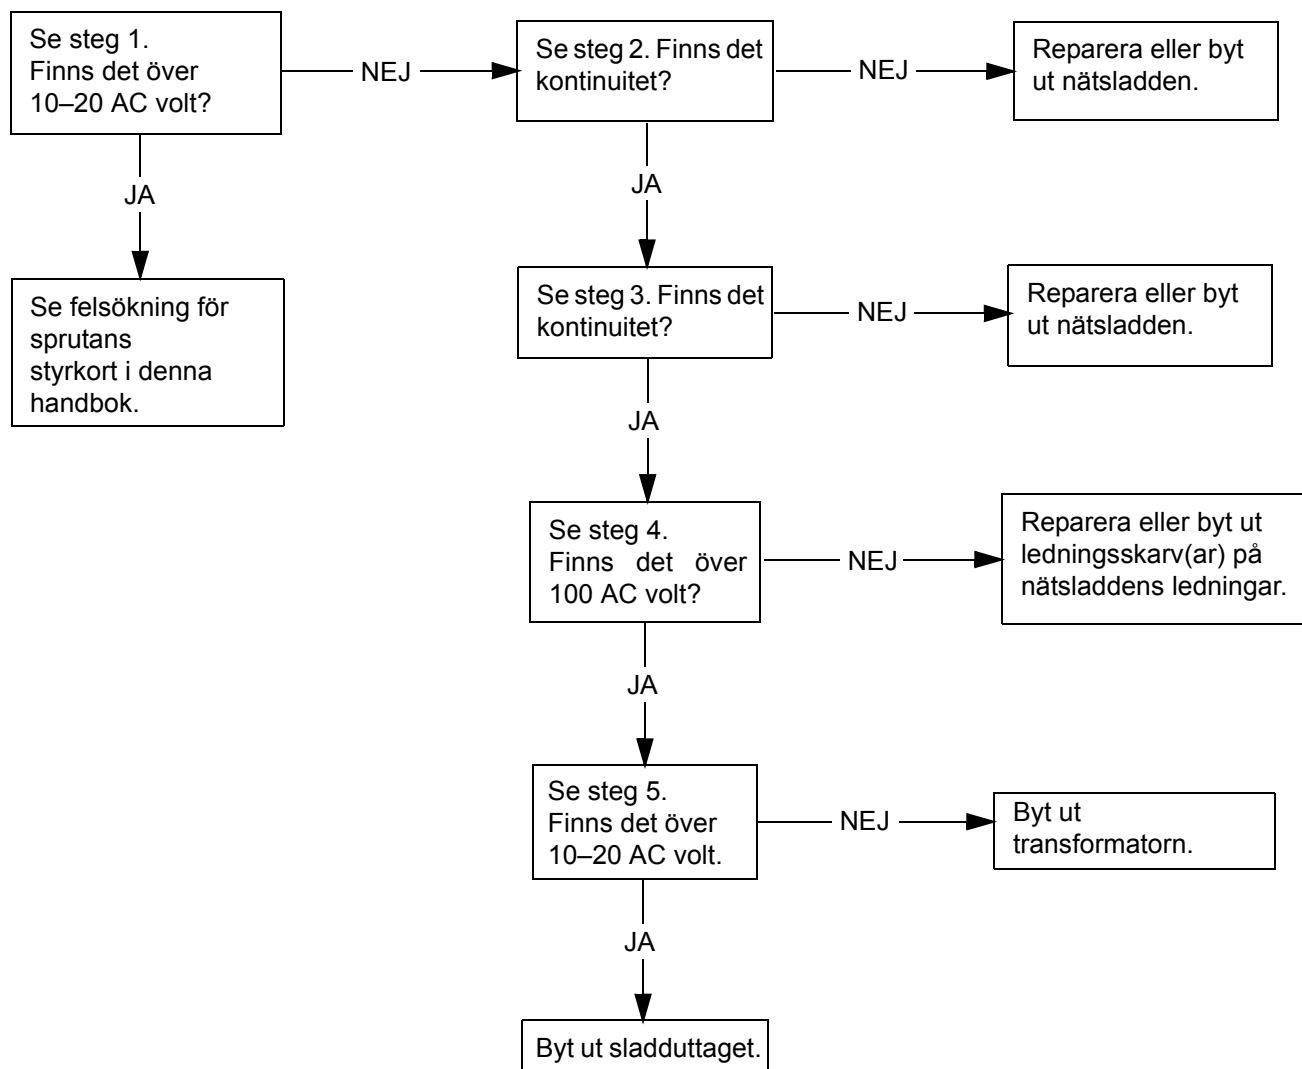 Se steg 1.
Finns det över
10–20 AC volt?
NEJ
Se steg 2. Finns det
kontinuitet?
NEJ
Reparera eller byt
ut nätsladden.
JA
Se felsökning för
sprutans
styrkort i denna
handbok.
JA
Se steg 3. Finns det
kontinuitet?
NEJ
Reparera eller byt
ut nätsladden.
JA
Se steg 4.
Finns det över
100 AC volt?
NEJ
Reparera eller byt ut
ledningsskarv(ar) på
nätsladdens ledningar.
JA
Se steg 5.
Finns det över
10–20 AC volt.
NEJ
Byt ut
transformatorn.
JA
Byt ut sladduttaget.